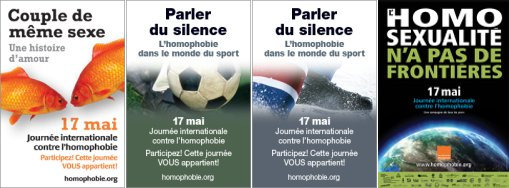 Couple de
même sexe
Une histoire
d'amour
17 mai
Journée internationale
contre l'homophobie
Participez! Cette journée
VOUS appartient!
homophobie.org
Parler
du silence
L'homophobie
dans le monde du sport
17 mai
Journée internationale
contre l'homophobie
Participez! Cette journée
VOUS appartient!
homophobie.org
Parler
du silence
L'homophobie
dans le monde du sport
17 mai
Journée internationale
contre l'homophobie
Participez! Cette journée
VOUS appartient!
homophobie.org
L'HOMO
SEXUALITÉ
N'A PAS DE
FRONTIÈRES
17 mai
Journée internationale
contre l'homophobie
www.homophobie.org